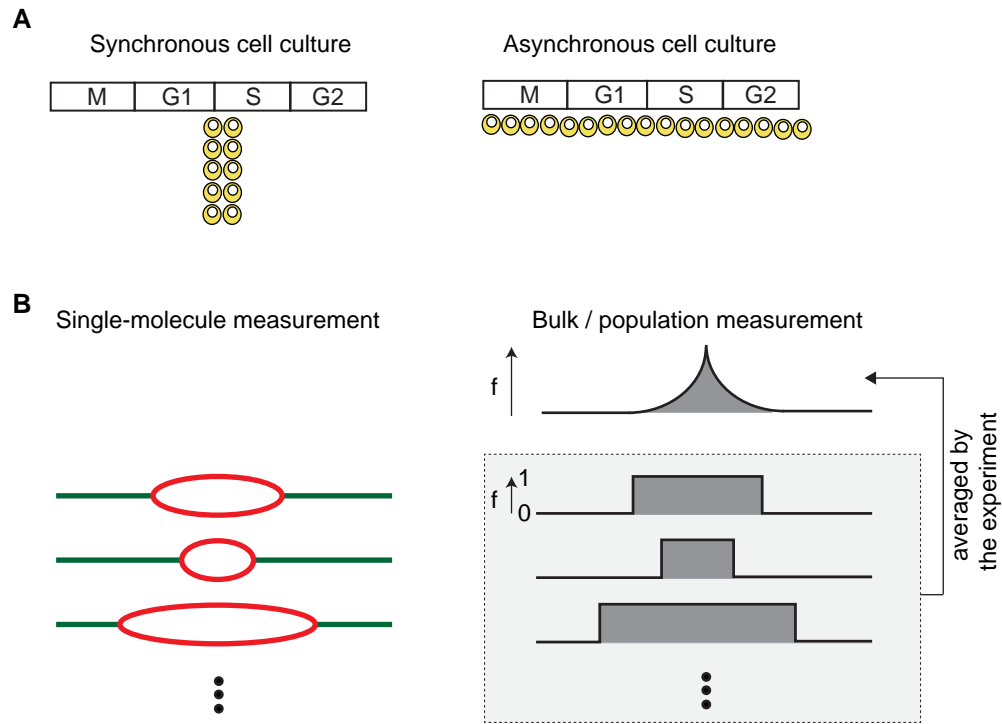 A
Synchronous cell culture
M G1 S G2
Asynchronous cell culture
M G1 S G2
B
Single-molecule measurement
Bulk / population measurement
f
f 1
0
averaged by
the experiment